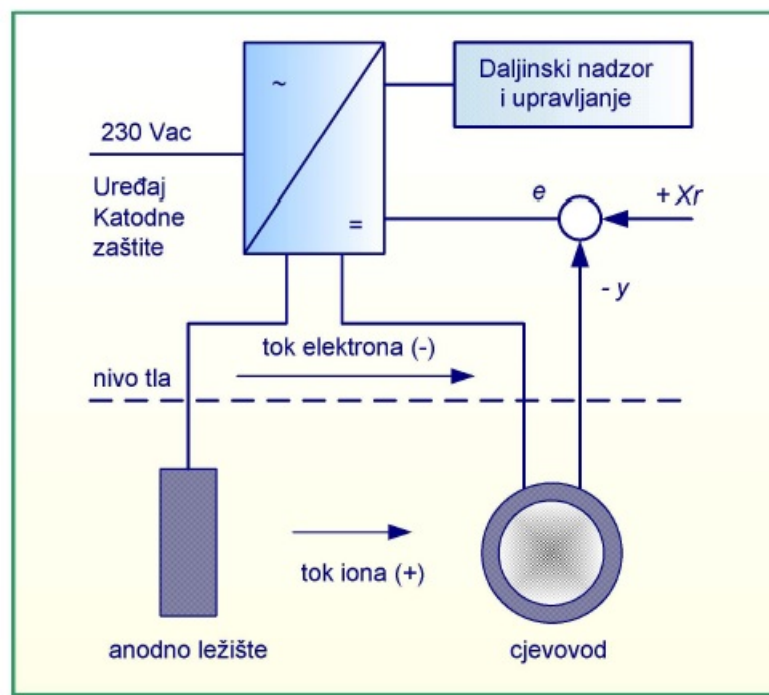 ~
=
Daljinski nadzor
i upravljanje
230 Vac
Uređaj
Katodne
zaštite
e
+ Xr
- y
tok elektrona (-)
nivo tla
tok iona (+)
anodno ležište
cjevovod